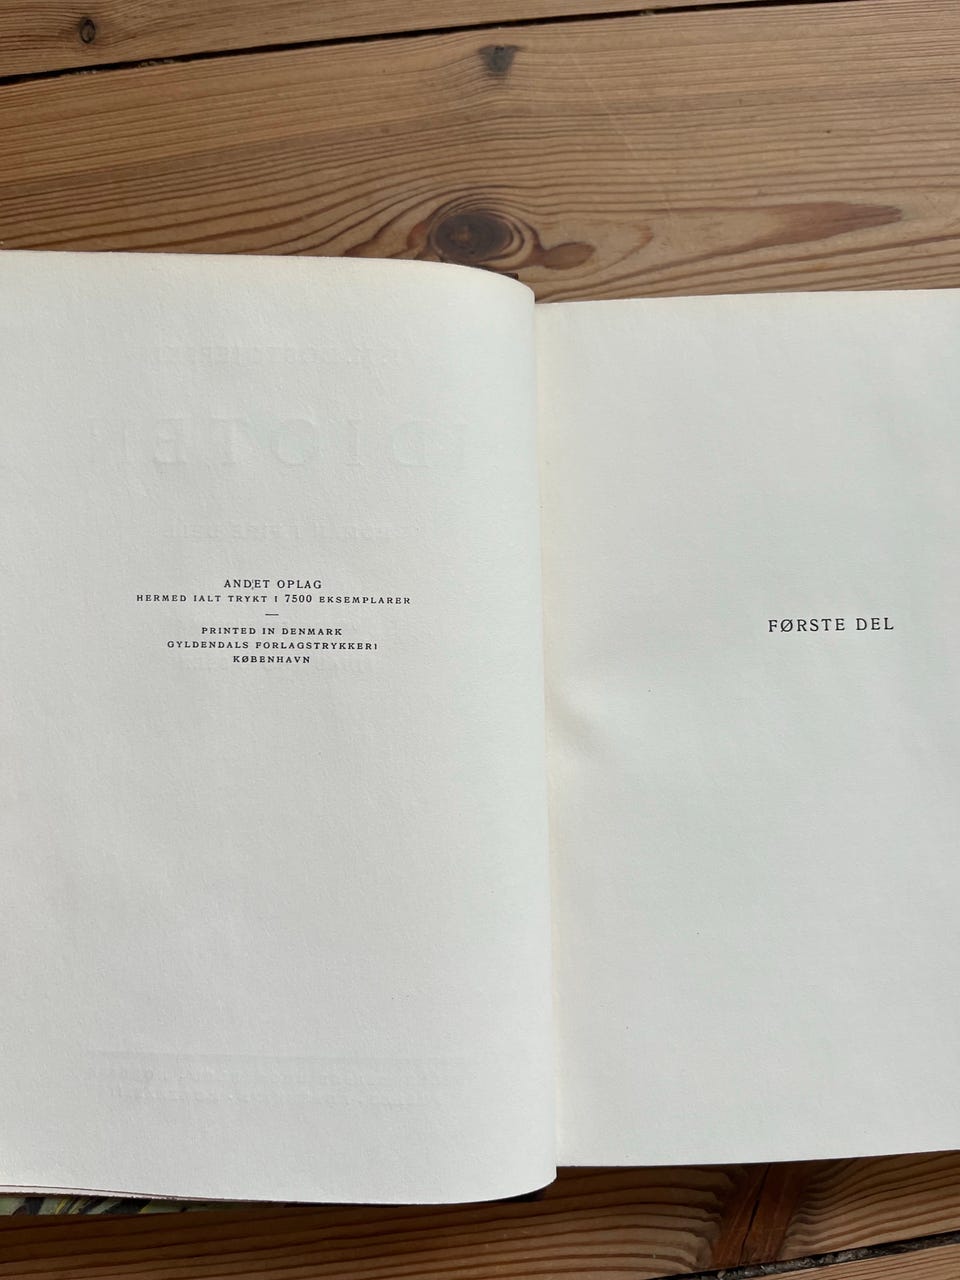 ANDET OPLAG
HERMED IALT TRYKT I 7500 EKSEMPLARER
PRINTED IN DENMARK
GYLDENDALS FORLAGSTRYKKERI
KØBENHAVN
FØRSTE DEL